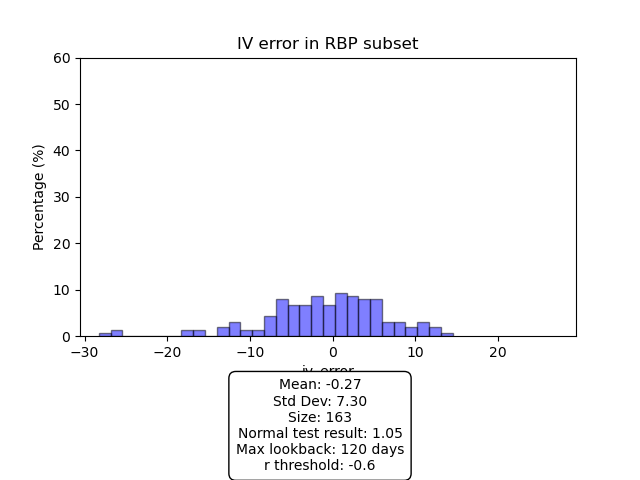 IV error in RBP subset
Percentage (%)
60
50
40
30
20
10
0
−30 −20 −10 0 10 20
iv_error
Mean: -0.27
Std Dev: 7.30
Size: 163
Normal test result: 1.05
Max lookback: 120 days
r threshold: -0.6